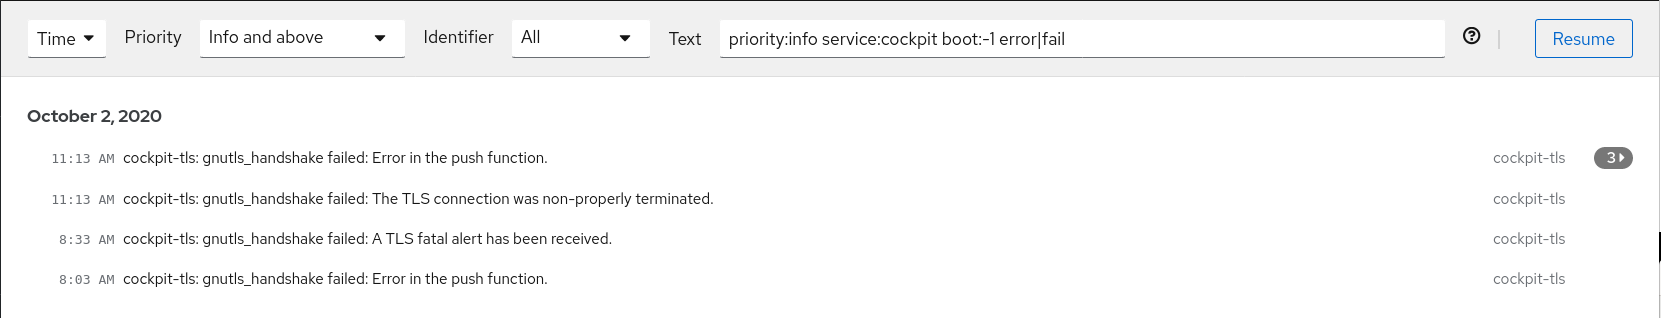 Time Priority Info and above Identifier All Text priority:info service:cockpit boot:-1 error|fail Resume
October 2, 2020
11:13 AM cockpit-tls: gnutls_handshake failed: Error in the push function. cockpit-tls 3
11:13 AM cockpit-tls: gnutls_handshake failed: The TLS connection was non-properly terminated. cockpit-tls
8:33 AM cockpit-tls: gnutls_handshake failed: A TLS fatal alert has been received. cockpit-tls
8:03 AM cockpit-tls: gnutls_handshake failed: Error in the push function. cockpit-tls